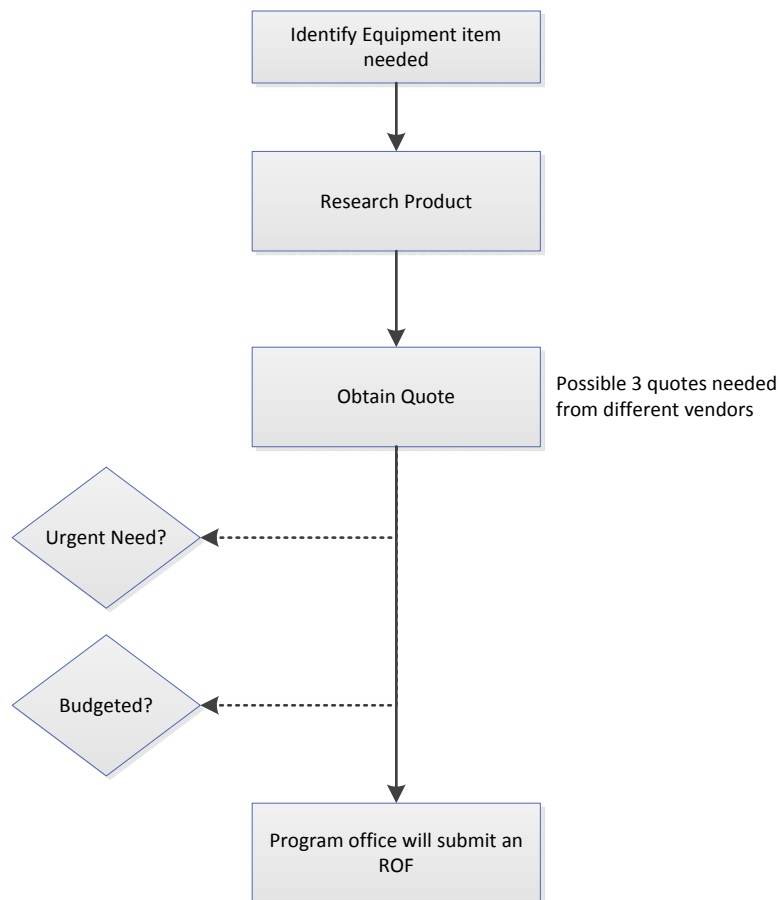 Identify Equipment item
needed
Research Product
Obtain Quote
Possible 3 quotes needed
from different vendors
Urgent Need?
Budgeted?
Program office will submit an
ROF